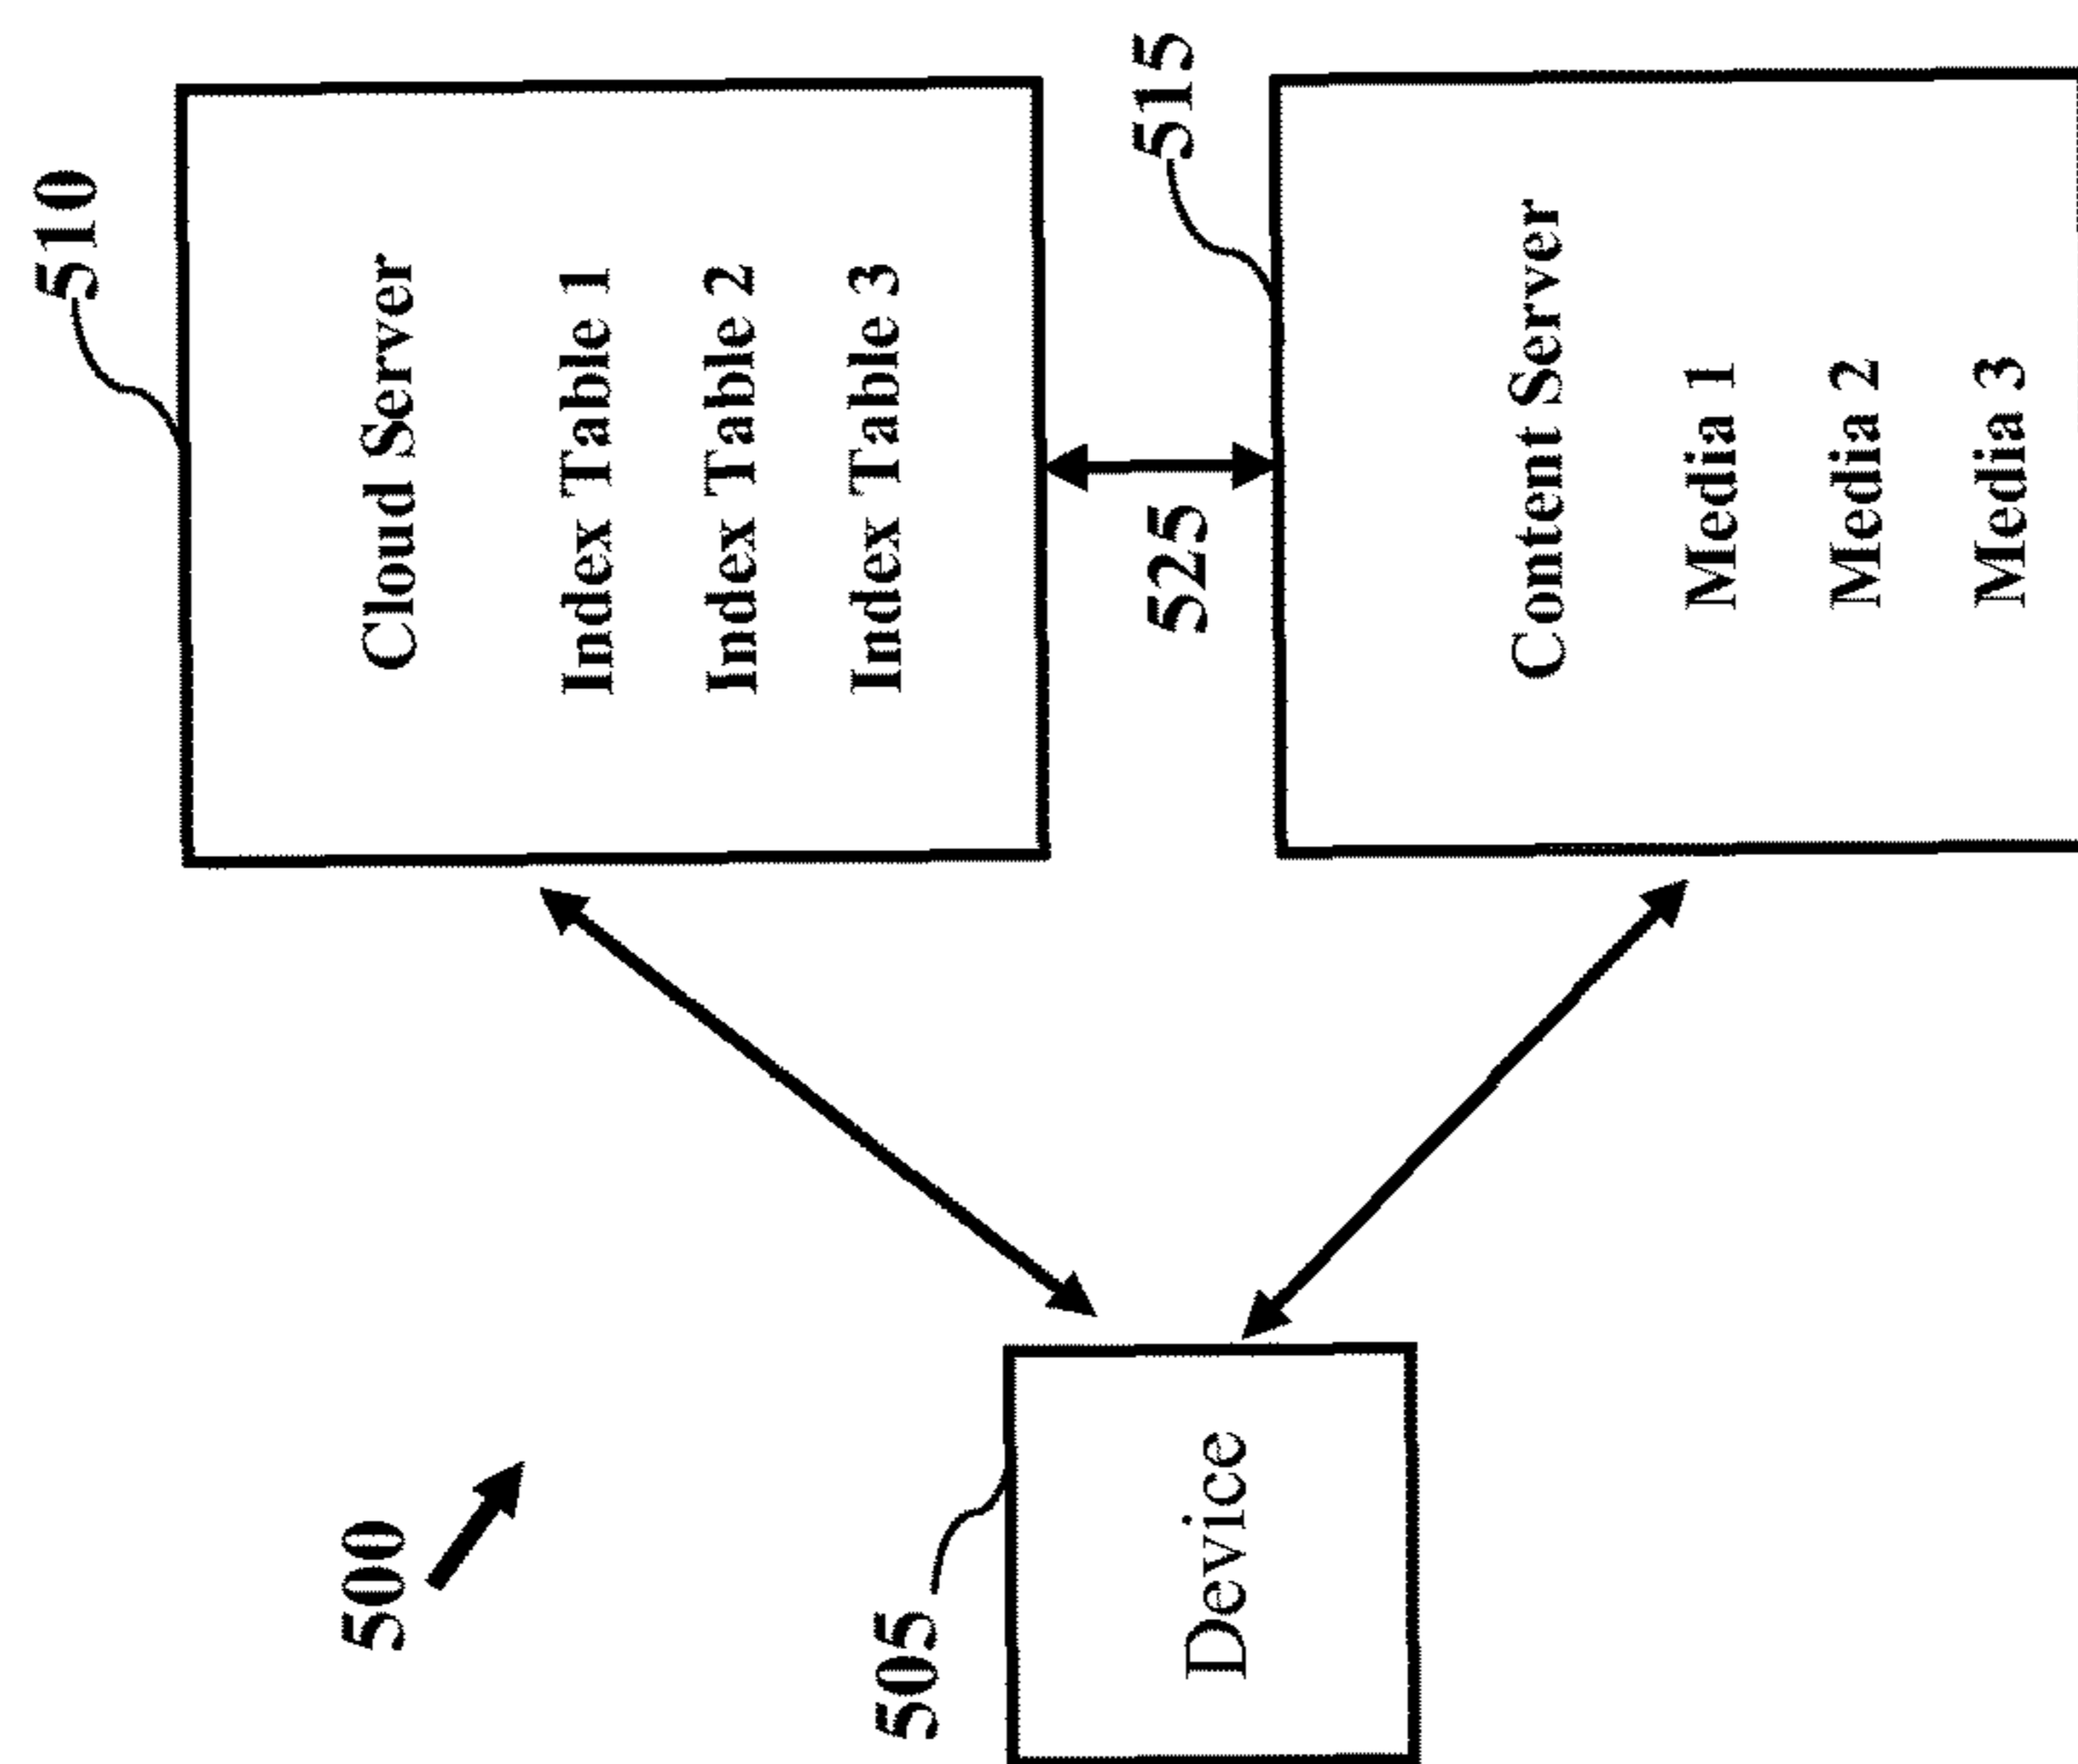 500
510
Cloud Server
Index Table 1
Index Table 2
Index Table 3
505
Device
525
515
Content Server
Media 1
Media 2
Media 3